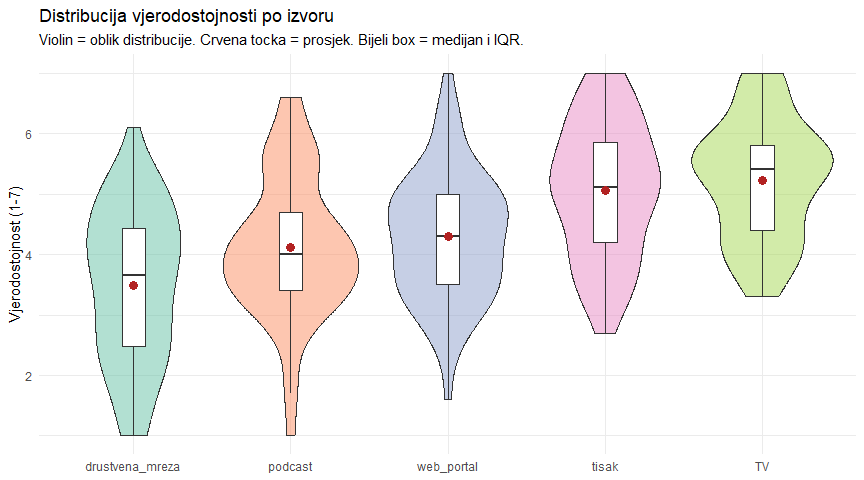 Distribucija vjerodostojnosti po izvoru
Violin = oblik distribucije. Crvena tocka = prosjek. Bijeli box = medijan i IQR.
Vjerodostojnost (1-7)
6
4
2
drustvena_mreza
podcast
web_portal
tisak
TV